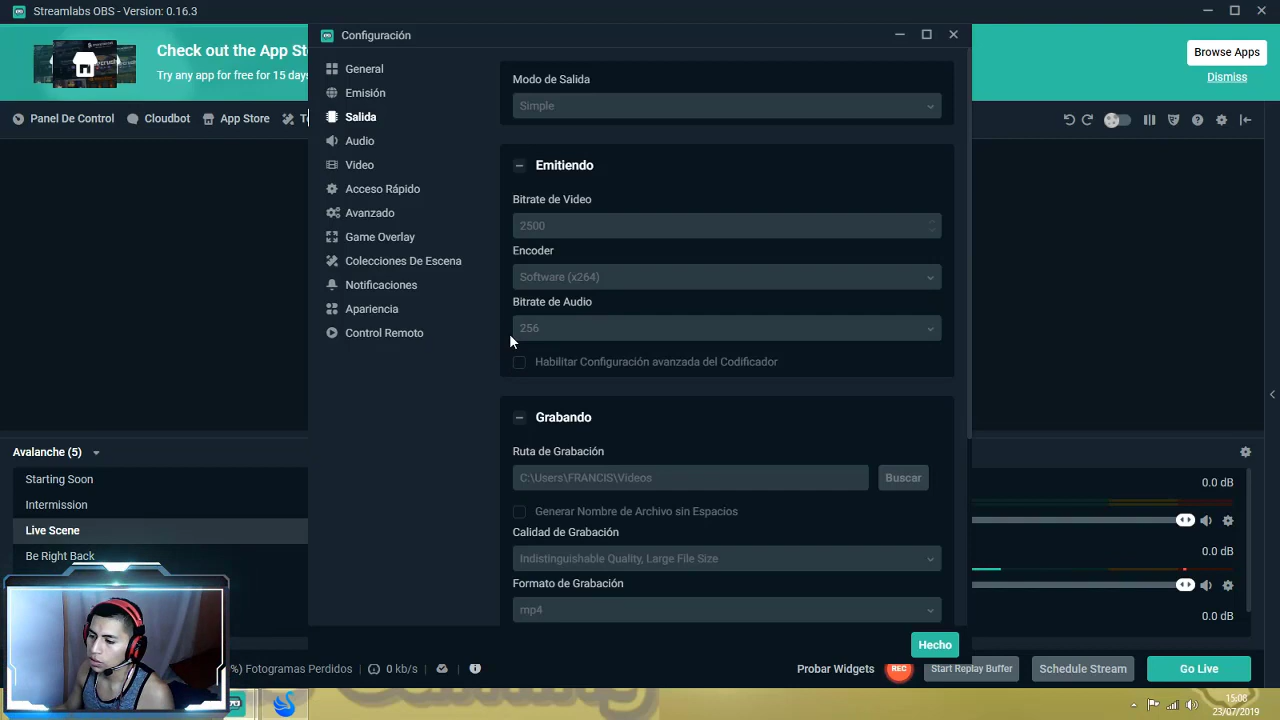 Streamlabs OBS - Version: 0.16.3
Check out the App Sto
Try any app for free for 15 days
Browse Apps
Dismiss
Panel De Control
Cloudbot
App Store
Configuración
General
Emisión
Salida
Audio
Video
Acceso Rápido
Avanzado
Game Overlay
Colecciones De Escena
Notificaciones
Apariencia
Control Remoto
Modo de Salida
Simple
Emitiendo
Bitrate de Video
2500
Encoder
Software (x264)
Bitrate de Audio
256
Habilitar Configuración avanzada del Codificador
Grabando
Ruta de Grabación
C:\Users\FRANCIS\Videos
Buscar
Generar Nombre de Archivo sin Espacios
Calidad de Grabación
Indistinguishable Quality, Large File Size
Formato de Grabación
mp4
Hecho
Avalanche (5)
Starting Soon
Intermission
Live Scene
Be Right Back
0.0 dB
0.0 dB
0.0 dB
%) Fotogramas Perdidos
0 kb/s
Probar Widgets
REC
Start Replay Buffer
Schedule Stream
Go Live
15:08
23/07/2019